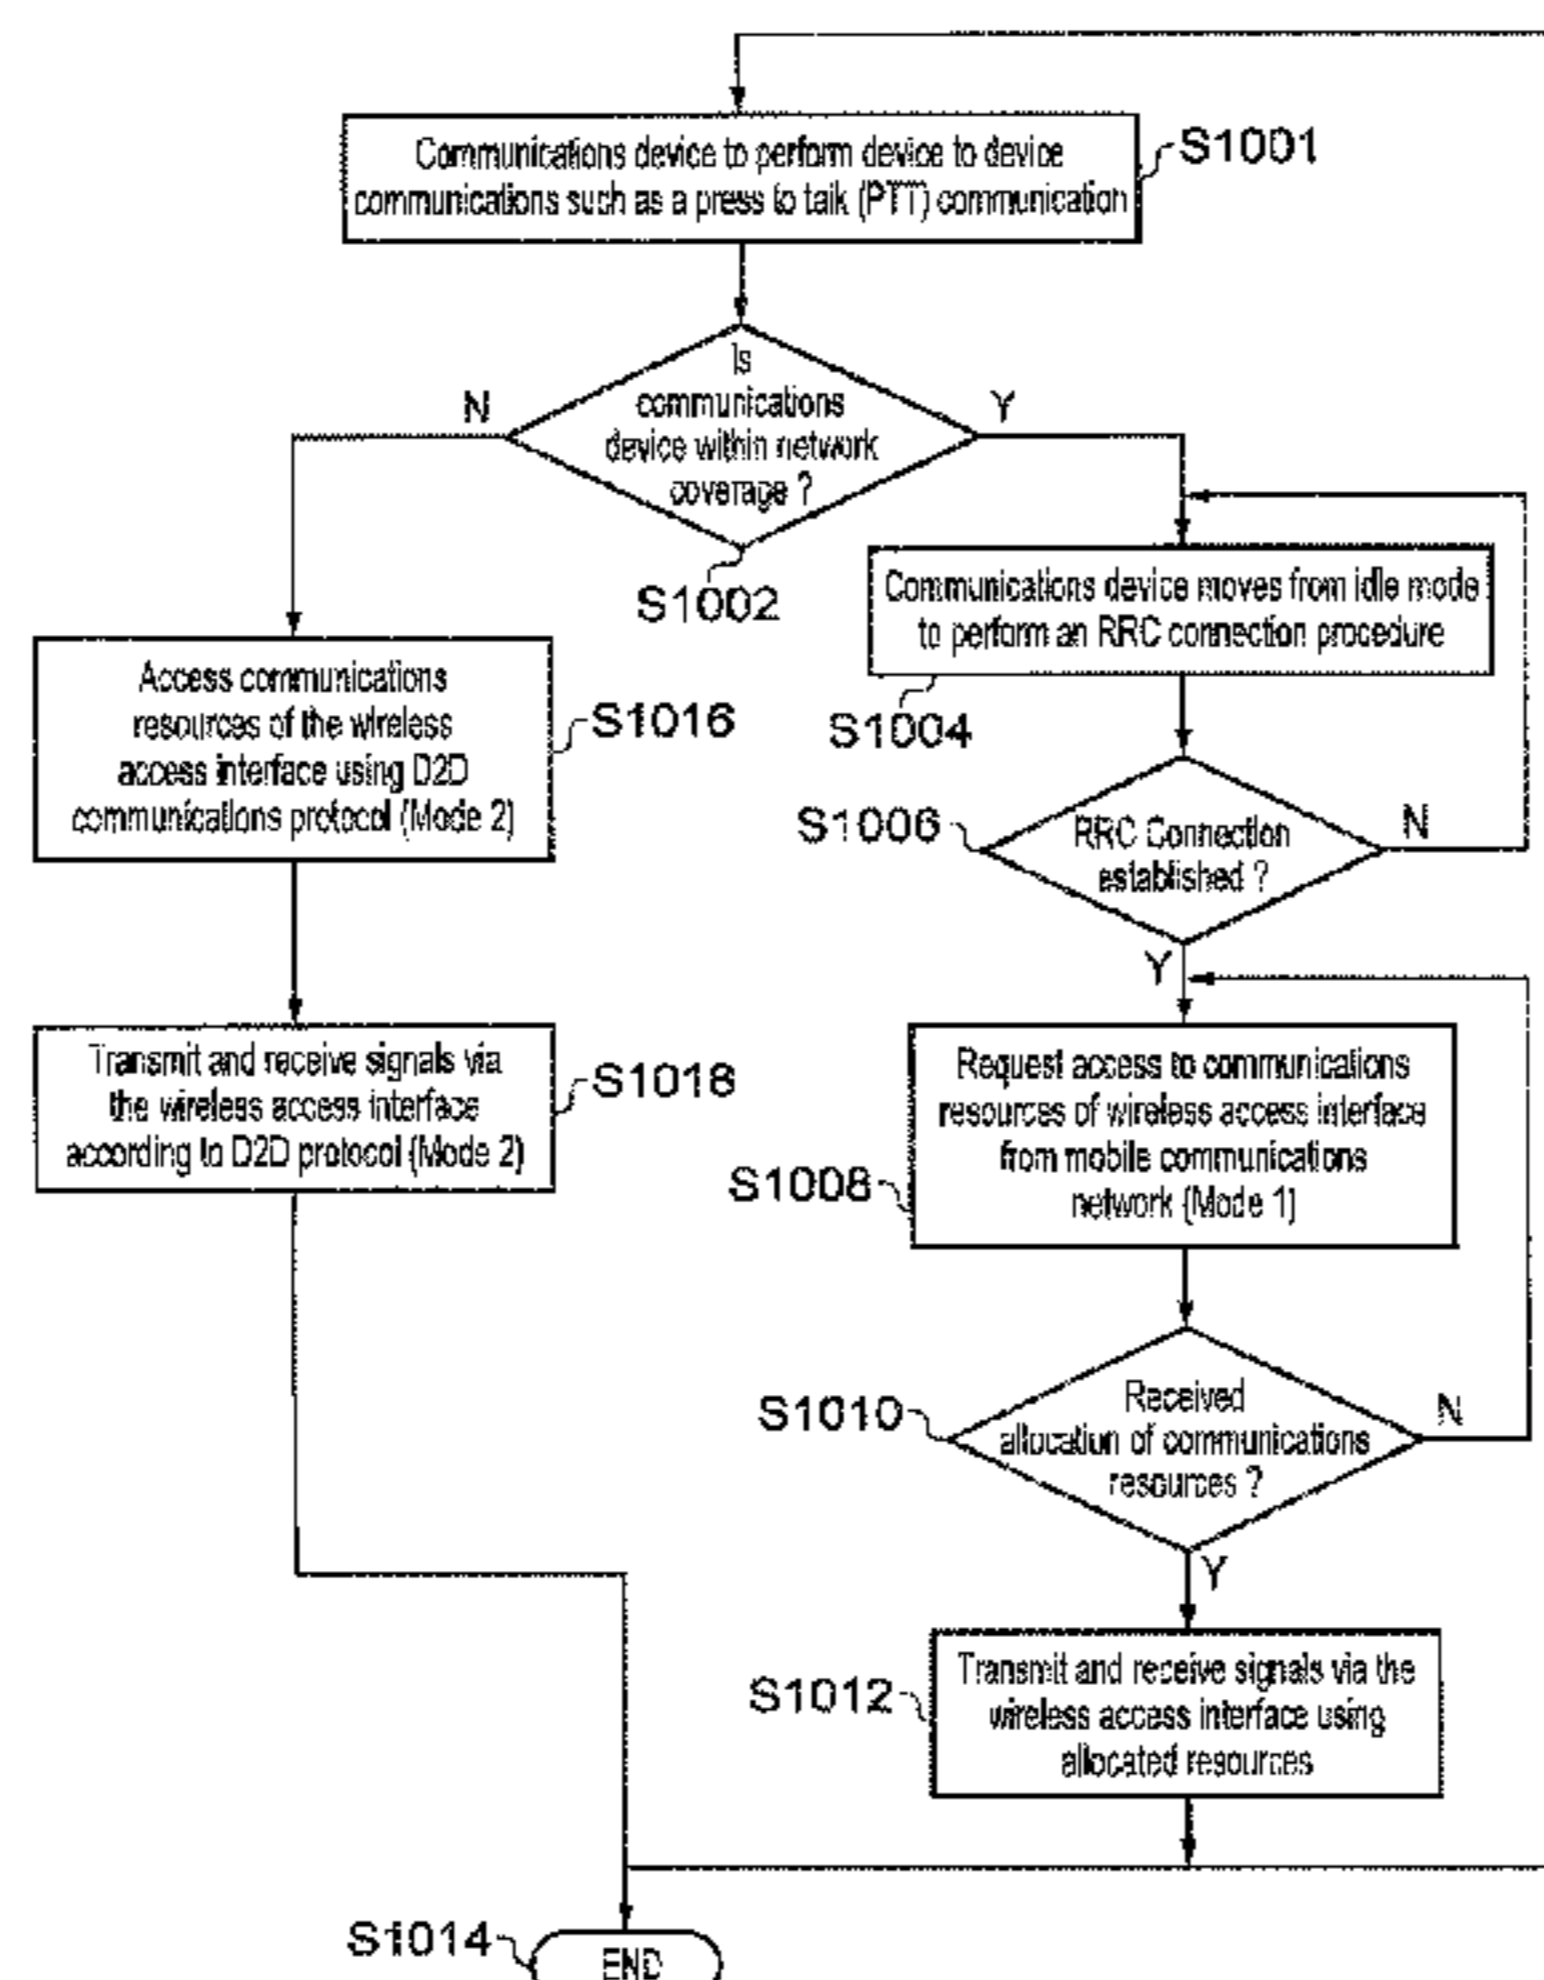 Communications device to perform device to device
communications such as a press to talk (PTT) communication
S1001
Is
communications
device within network
coverage ?
N
Y
S1002
Communications device moves from idle mode
to perform an RRC connection procedure
S1004
Access communications
resources of the wireless
access interface using D2D
communications protocol (Mode 2)
S1016
RRC Connection
established ?
S1006
N
Y
Transmit and receive signals via
the wireless access interface
according to D2D protocol (Mode 2)
S1018
Request access to communications
resources of wireless access interface
from mobile communications
network (Mode 1)
S1008
Received
allocation of communications
resources ?
S1010
N
Y
Transmit and receive signals via the
wireless access interface using
allocated resources
S1012
S1014
END